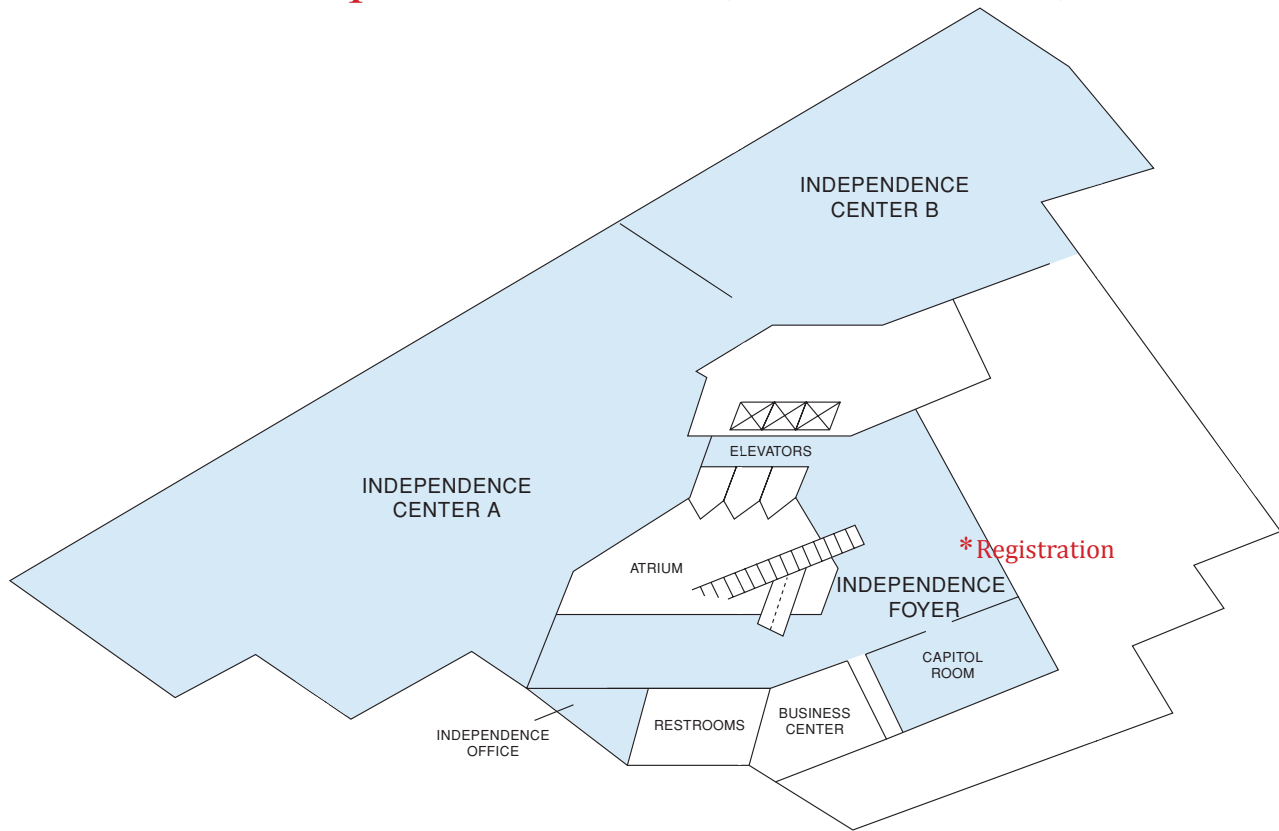 INDEPENDENCE
CENTER B
ELEVATORS
INDEPENDENCE
CENTER A
*Registration
ATRIUM
INDEPENDENCE
FOYER
CAPITOL
ROOM
BUSINESS
CENTER
RESTROOMS
INDEPENDENCE
OFFICE